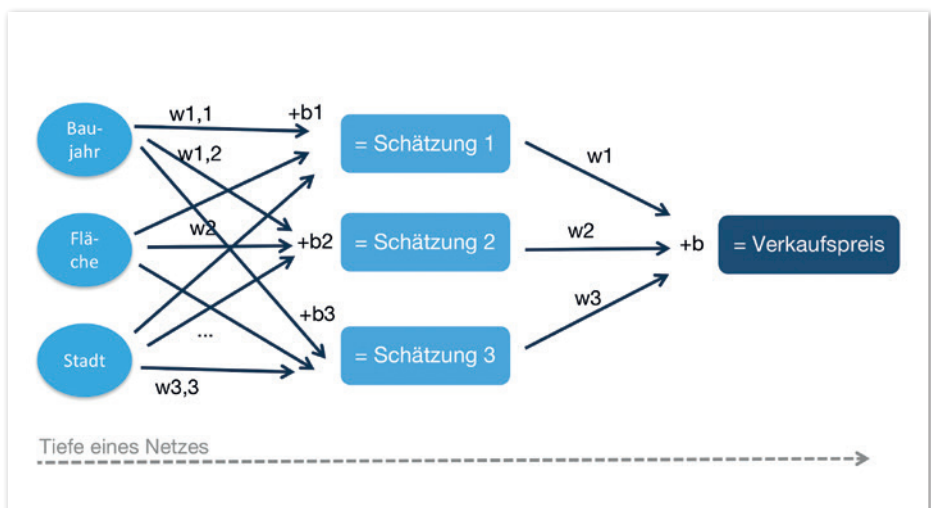 Bau-
jahr
Flä-
che
Stadt
w1,1
w1,2
w2
...
w3,3
+b1
+b2
+b3
= Schätzung 1
= Schätzung 2
= Schätzung 3
w1
w2
w3
+b
= Verkaufspreis
Tiefe eines Netzes